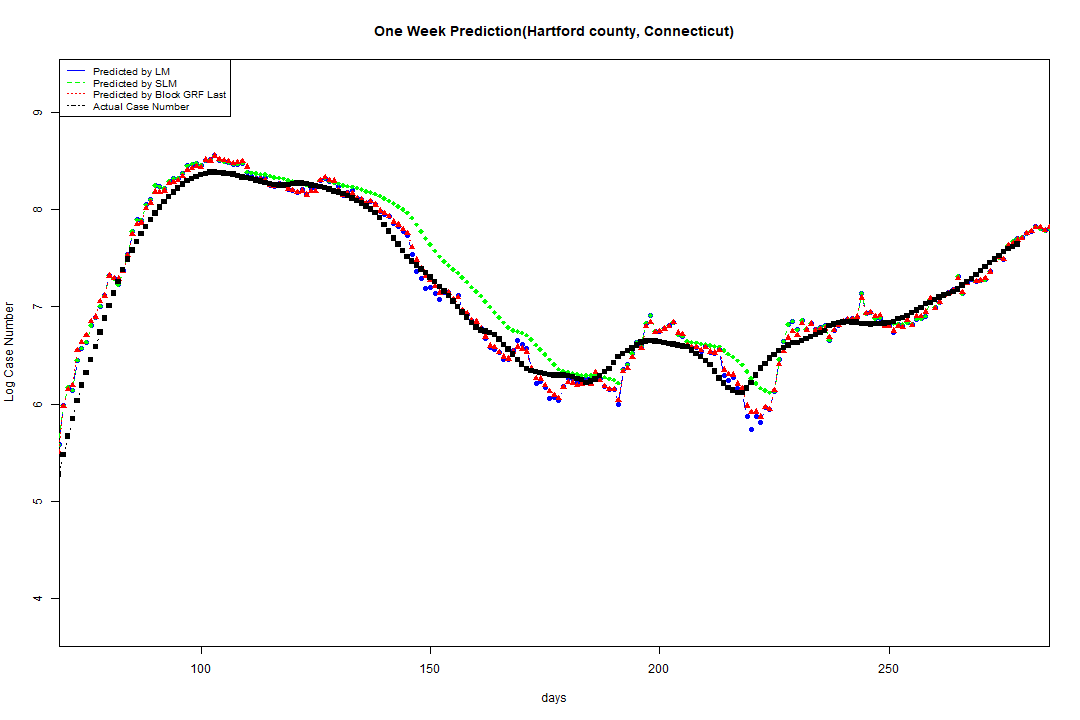 One Week Prediction(Hartford county, Connecticut)
Predicted by LM
Predicted by SLM
Predicted by Block GRF Last
Actual Case Number
9
8
7
6
5
4
Log Case Number
100 150 200 250
days